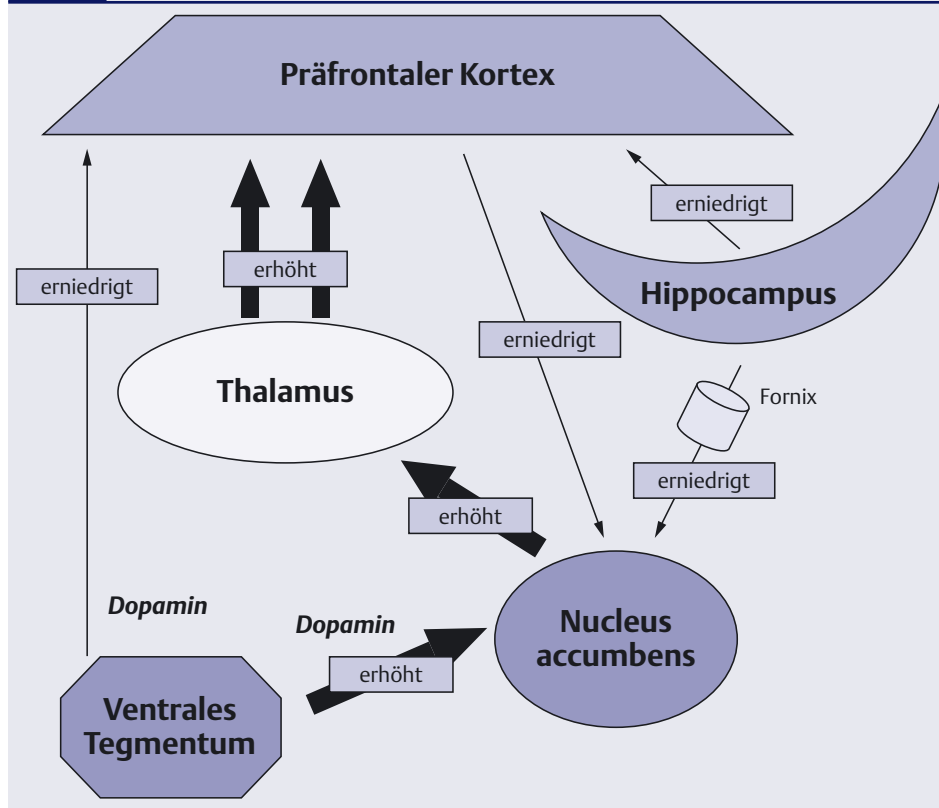 Präfrontaler Kortex
erniedrigt
erhöht
erniedrigt
Hippocampus
erniedrigt
Thalamus
Fornix
erniedrigt
erhöht
Dopamin
Dopamin
erhöht
Nucleus
accumbens
Ventrales
Tegmentum